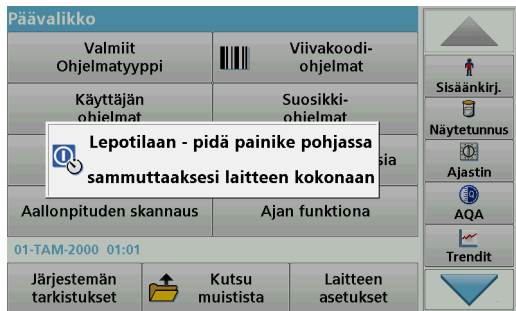 Päävalikko
Valmiit
Ohjelmatyyppi
Viivakoodi-
ohjelmat
Käyttäjän
ohjelmat
Suosikki-
ohjelmat
Lepotilaan - pidä painike pohjassa
sammuttaaksesi laitteen kokonaan
sia
Aallonpituden skannaus
Ajan funktiona
01-TAM-2000 01:01
Järjestemän
tarkistukset
Kutsu
muistista
Laitteen
asetukset
Sisäänkirj.
Näytetunnus
Ajastin
AQA
Trendit